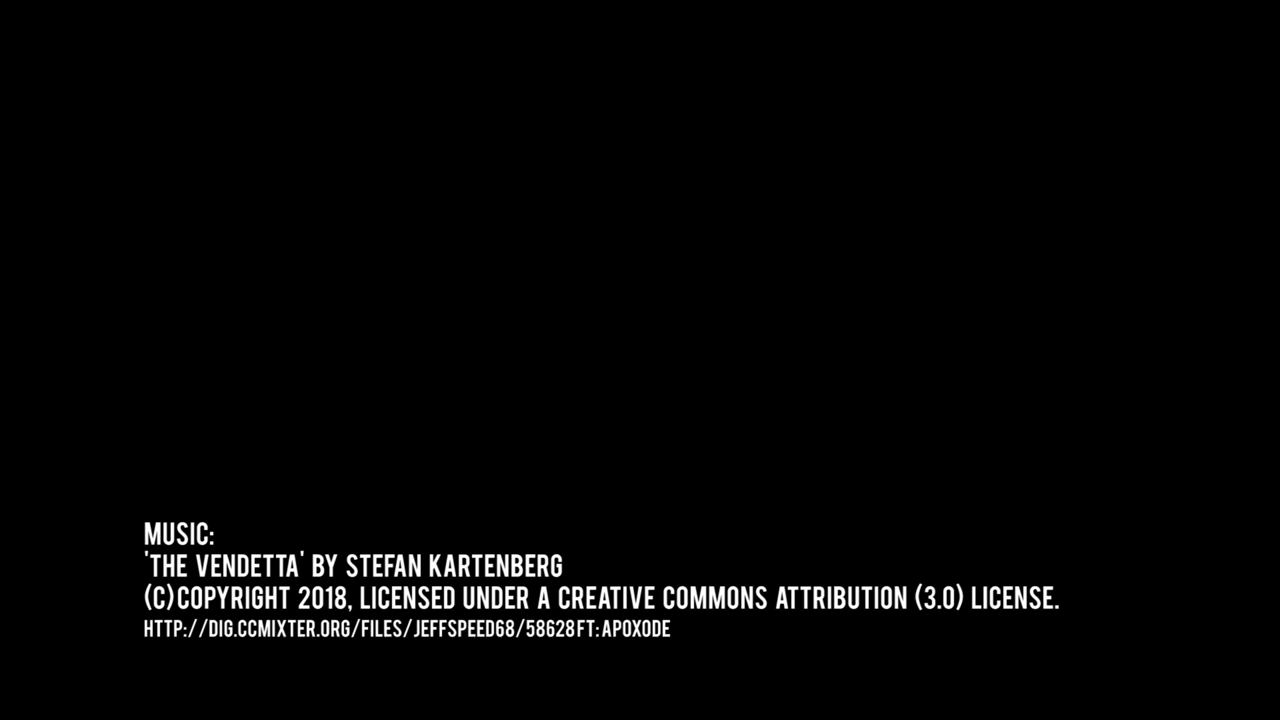 MUSIC:
'THE VENDETTA' BY STEFAN KARTENBERG
(C)COPYRIGHT 2018, LICENSED UNDER A CREATIVE COMMONS ATTRIBUTION (3.0) LICENSE.
HTTP://DIG.CCMIXTER.ORG/FILES/JEFFSPEED68/58628FT: APOXODE